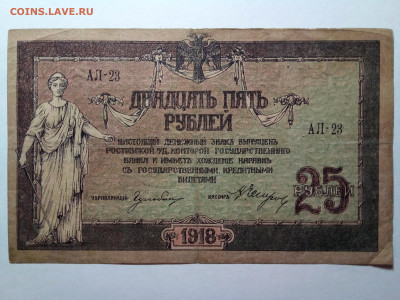 COINS.LAVE.RU
АЛ-23
ДВАДЦАТЬ ПЯТЬ
РУБЛЕЙ
АЛ-23
НАСТОЯЩІЙ ДЕНЕЖНЫЙ ЗНАКЪ ВЫПУЩЕНЪ
РОСТОВСКОЙ Н/Д. КОНТОРОЙ ГОСУДАРСТВЕННАГО
БАНКА И ИМѢЕТЪ ХОЖДЕНІЕ НАРАВНѢ
СЪ ГОСУДАРСТВЕННЫМИ КРЕДИТНЫМИ
БИЛЕТАМИ
25
РУБЛЕЙ
УПРАВЛЯЮЩІЙ
КАССИРЪ
1918